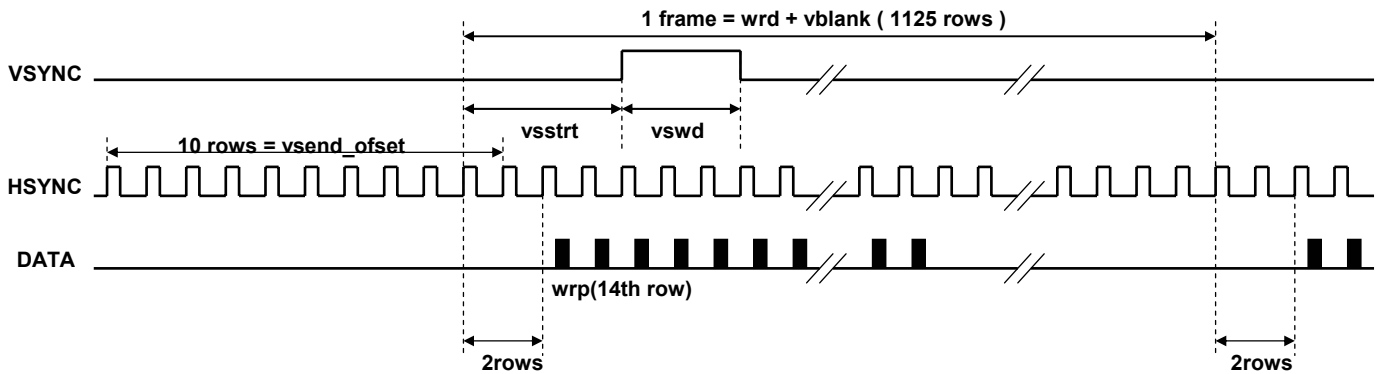 1 frame = wrd + vblank ( 1125 rows )
VSYNC
vsstrt
vswd
10 rows = vsend_ofset
HSYNC
DATA
wrp(14th row)
2rows
2rows